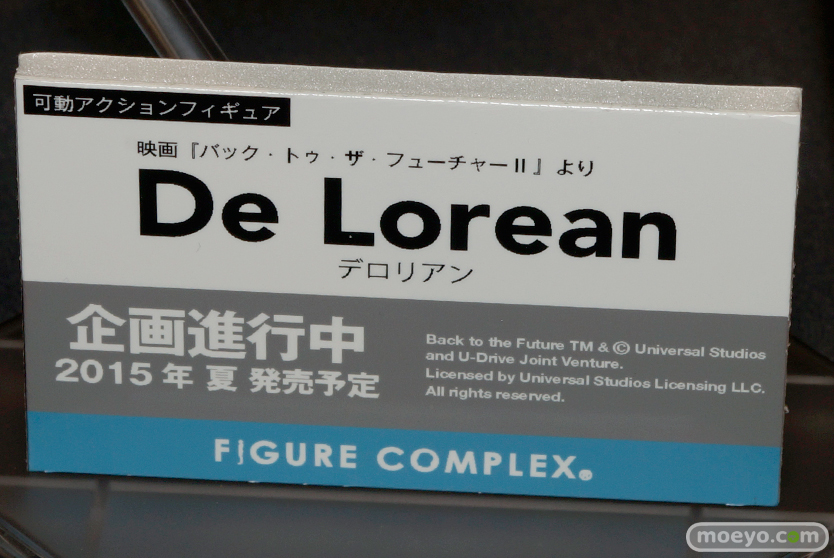 可動アクションフィギュア
映画『バック・トゥ・ザ・フューチャーII』より
De Lorean
デロリアン
企画進行中
2015年 夏 発売予定
Back to the Future TM & © Universal Studios
and U-Drive Joint Venture.
Licensed by Universal Studios Licensing LLC.
All rights reserved.
FIGURE COMPLEX®
moeyo.com